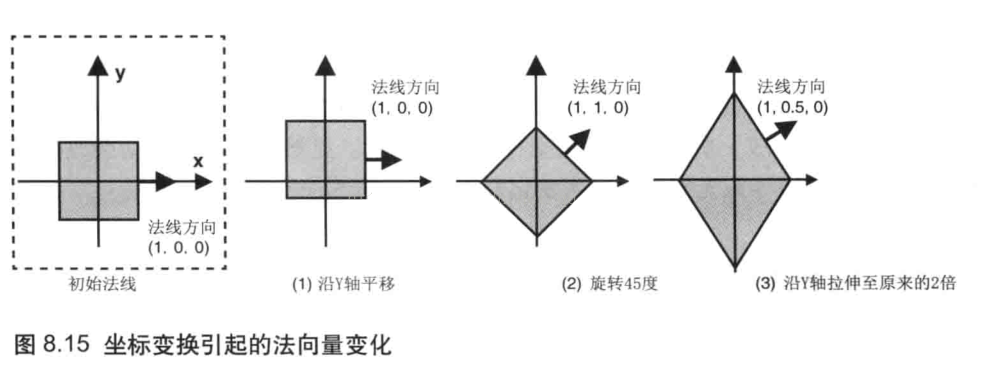 y
x
法线方向
(1, 0, 0)
初始法线
法线方向
(1, 0, 0)
(1) 沿Y轴平移
法线方向
(1, 1, 0)
(2) 旋转45度
法线方向
(1, 0.5, 0)
(3) 沿Y轴拉伸至原来的2倍
图 8.15 坐标变换引起的法向量变化